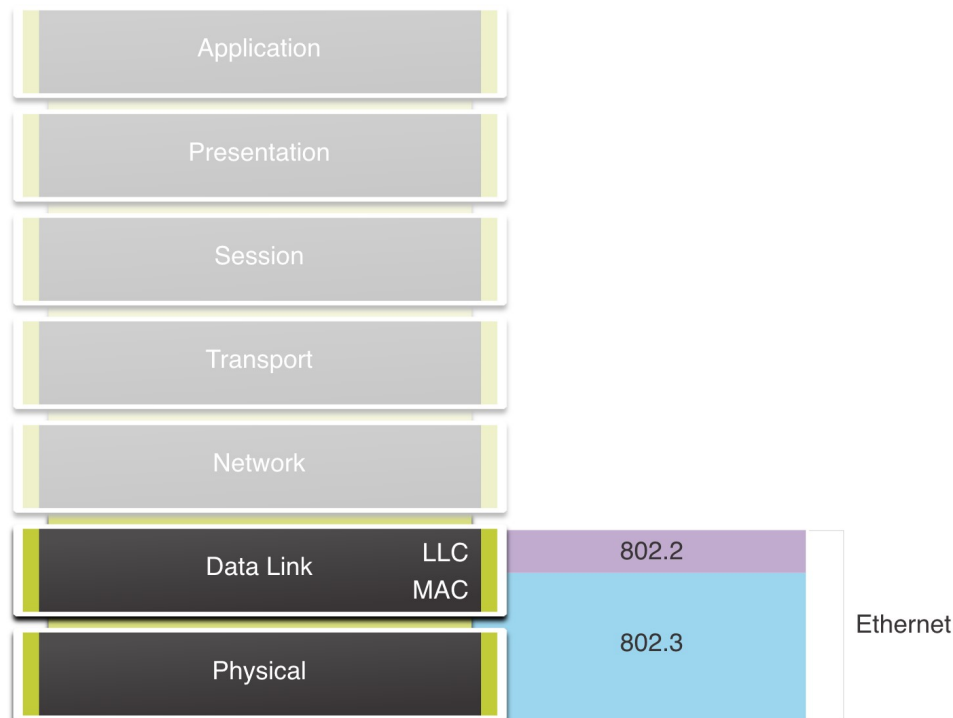 Application
Presentation
Session
Transport
Network
Data Link
LLC
MAC
802.2
802.3
Ethernet
Physical